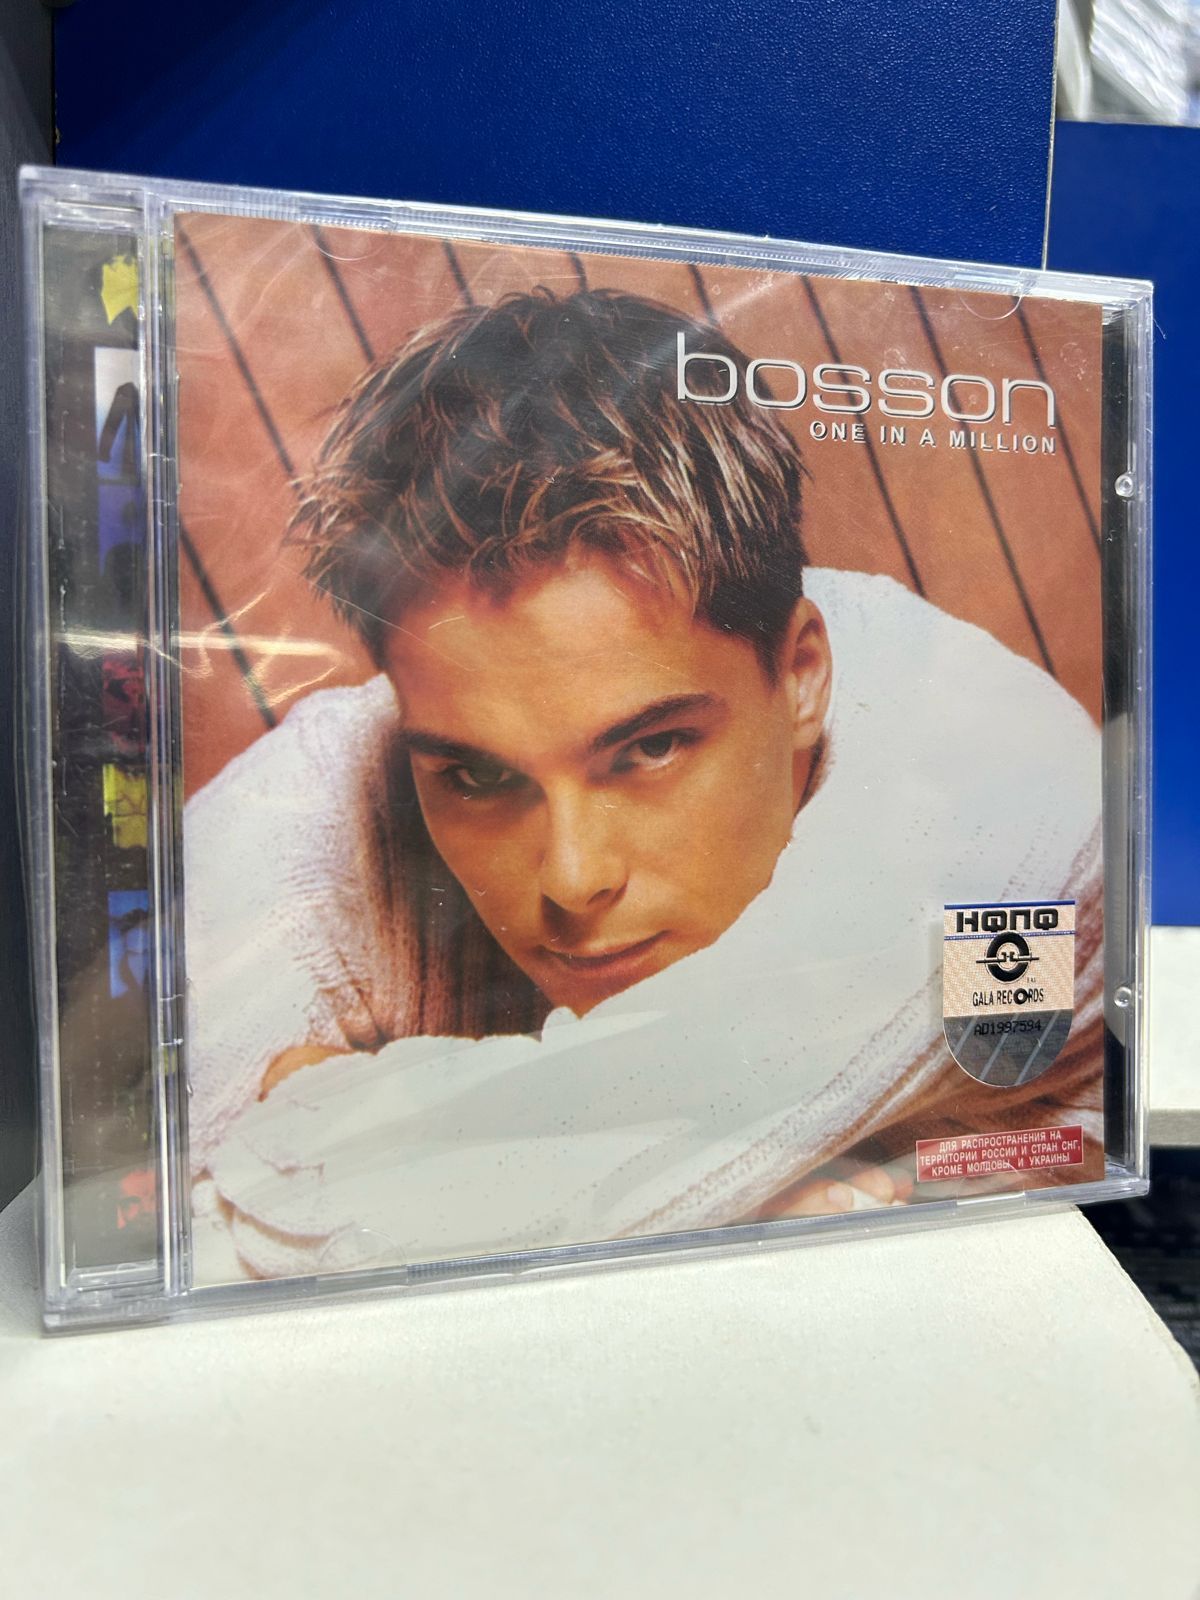 bosson
ONE IN A MILLION
НФПФ
GALA RECORDS
AD1997594
ДЛЯ РАСПРОСТРАНЕНИЯ НА
ТЕРРИТОРИИ РОССИИ И СТРАН СНГ,
КРОМЕ МОЛДОВЫ И УКРАИНЫ